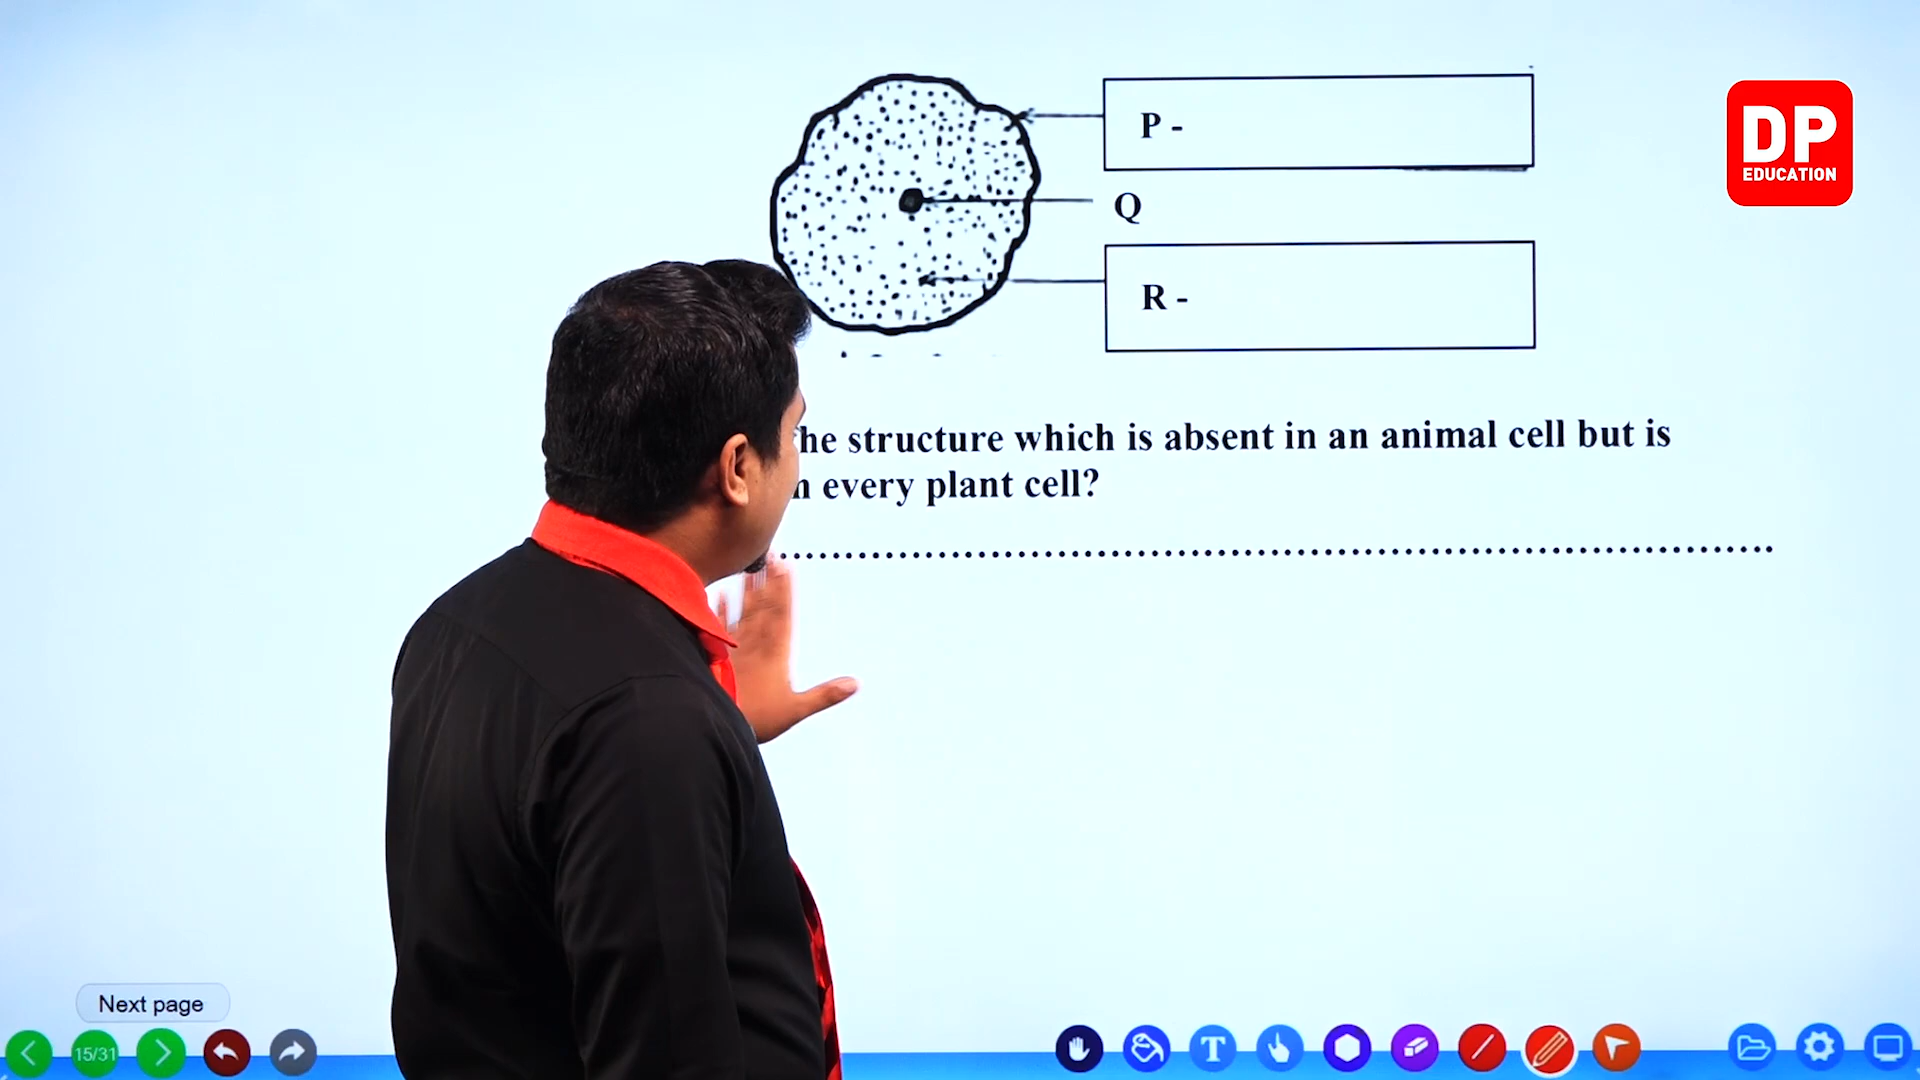 P -
DP
EDUCATION
Q
R -
he structure which is absent in an animal cell but is
every plant cell?
Next page
15/31
T